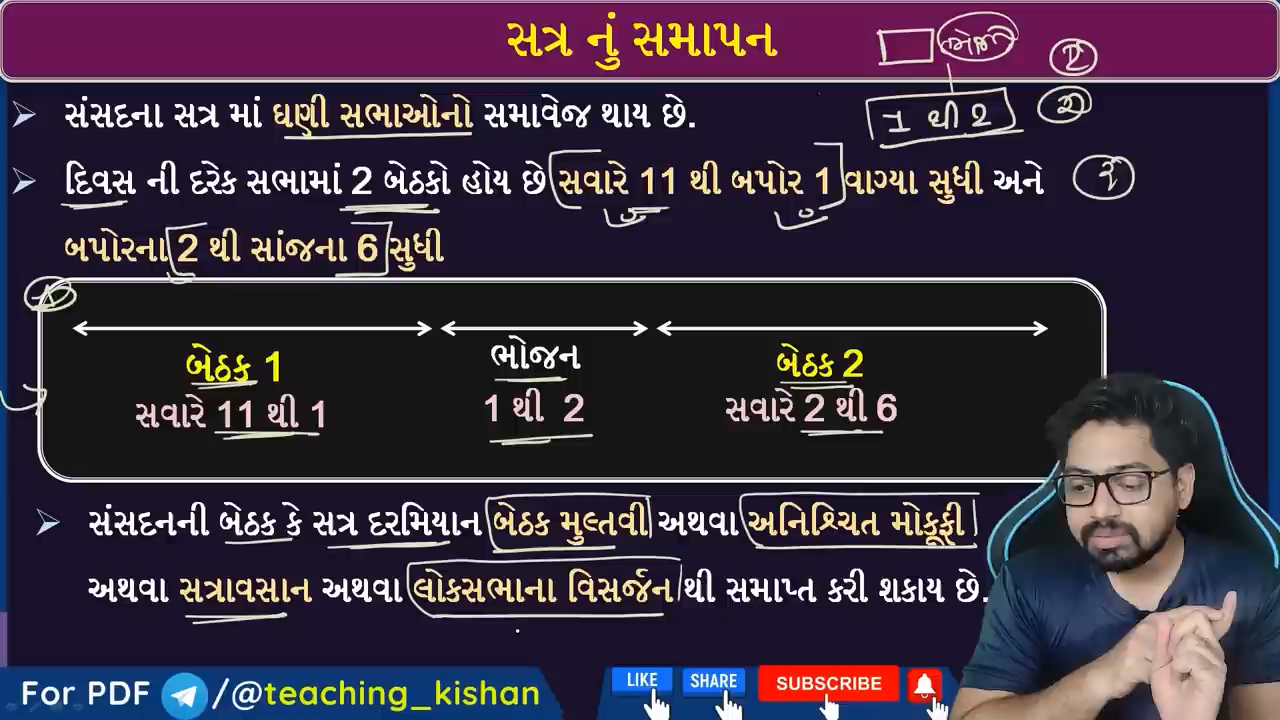 સત્ર નું સમાપન
સંસદના સત્ર માં ઘણી સભાઓનો સમાવેજ થાય છે.
1 થી 2
દિવસ ની દરેક સભામાં 2 બેઠકો હોય છે સવારે 11 થી બપોર 1 વાગ્યા સુધી અને
બપોરના 2 થી સાંજના 6 સુધી
બેઠક 1
સવારે 11 થી 1
ભોજન
1 થી 2
બેઠક 2
સવારે 2 થી 6
સંસદનની બેઠક કે સત્ર દરમિયાન બેઠક મુલ્તવી અથવા અનિશ્ચિત મોકૂફી
અથવા સત્રાવસાન અથવા લોકસભાના વિસર્જન થી સમાપ્ત કરી શકાય છે.
For PDF /@teaching_kishan
LIKE
SHARE
SUBSCRIBE